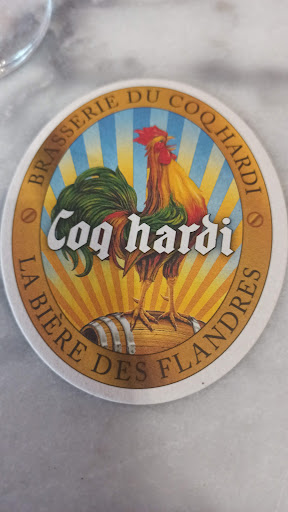 BRASSERIE DU COQ HARDI
Coq hardi
LA BIÈRE DES FLANDRES